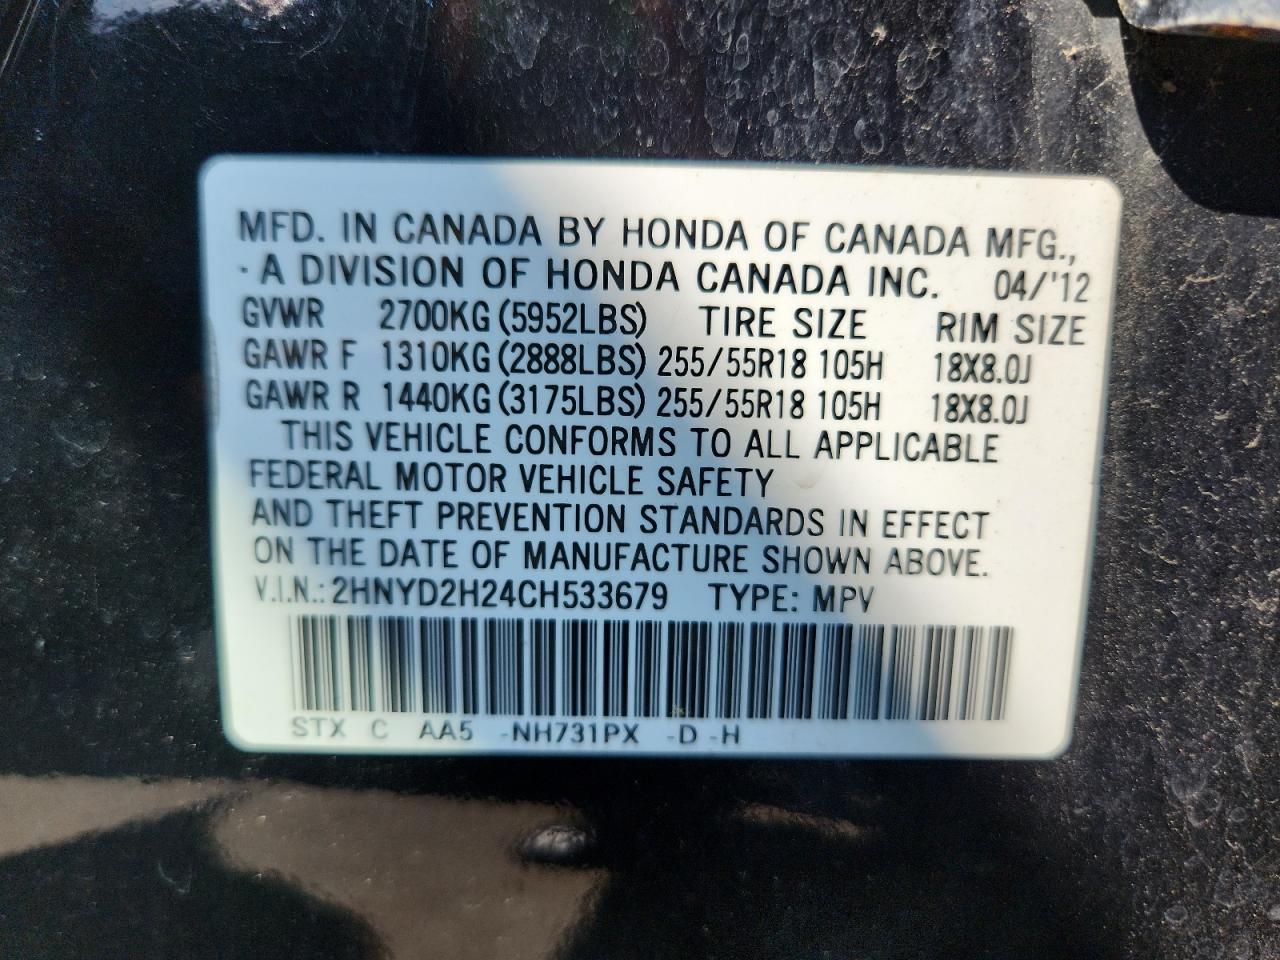 MFD. IN CANADA BY HONDA OF CANADA MFG.,
A DIVISION OF HONDA CANADA INC. 04/'12
GVWR 2700KG (5952LBS) TIRE SIZE RIM SIZE
GAWR F 1310KG (2888LBS) 255/55R18 105H 18X8.0J
GAWR R 1440KG (3175LBS) 255/55R18 105H 18X8.0J
THIS VEHICLE CONFORMS TO ALL APPLICABLE
FEDERAL MOTOR VEHICLE SAFETY
AND THEFT PREVENTION STANDARDS IN EFFECT
ON THE DATE OF MANUFACTURE SHOWN ABOVE.
V.I.N.: 2HNYD2H24CH533679 TYPE: MPV
STX C AA5 -NH731PX -D -H